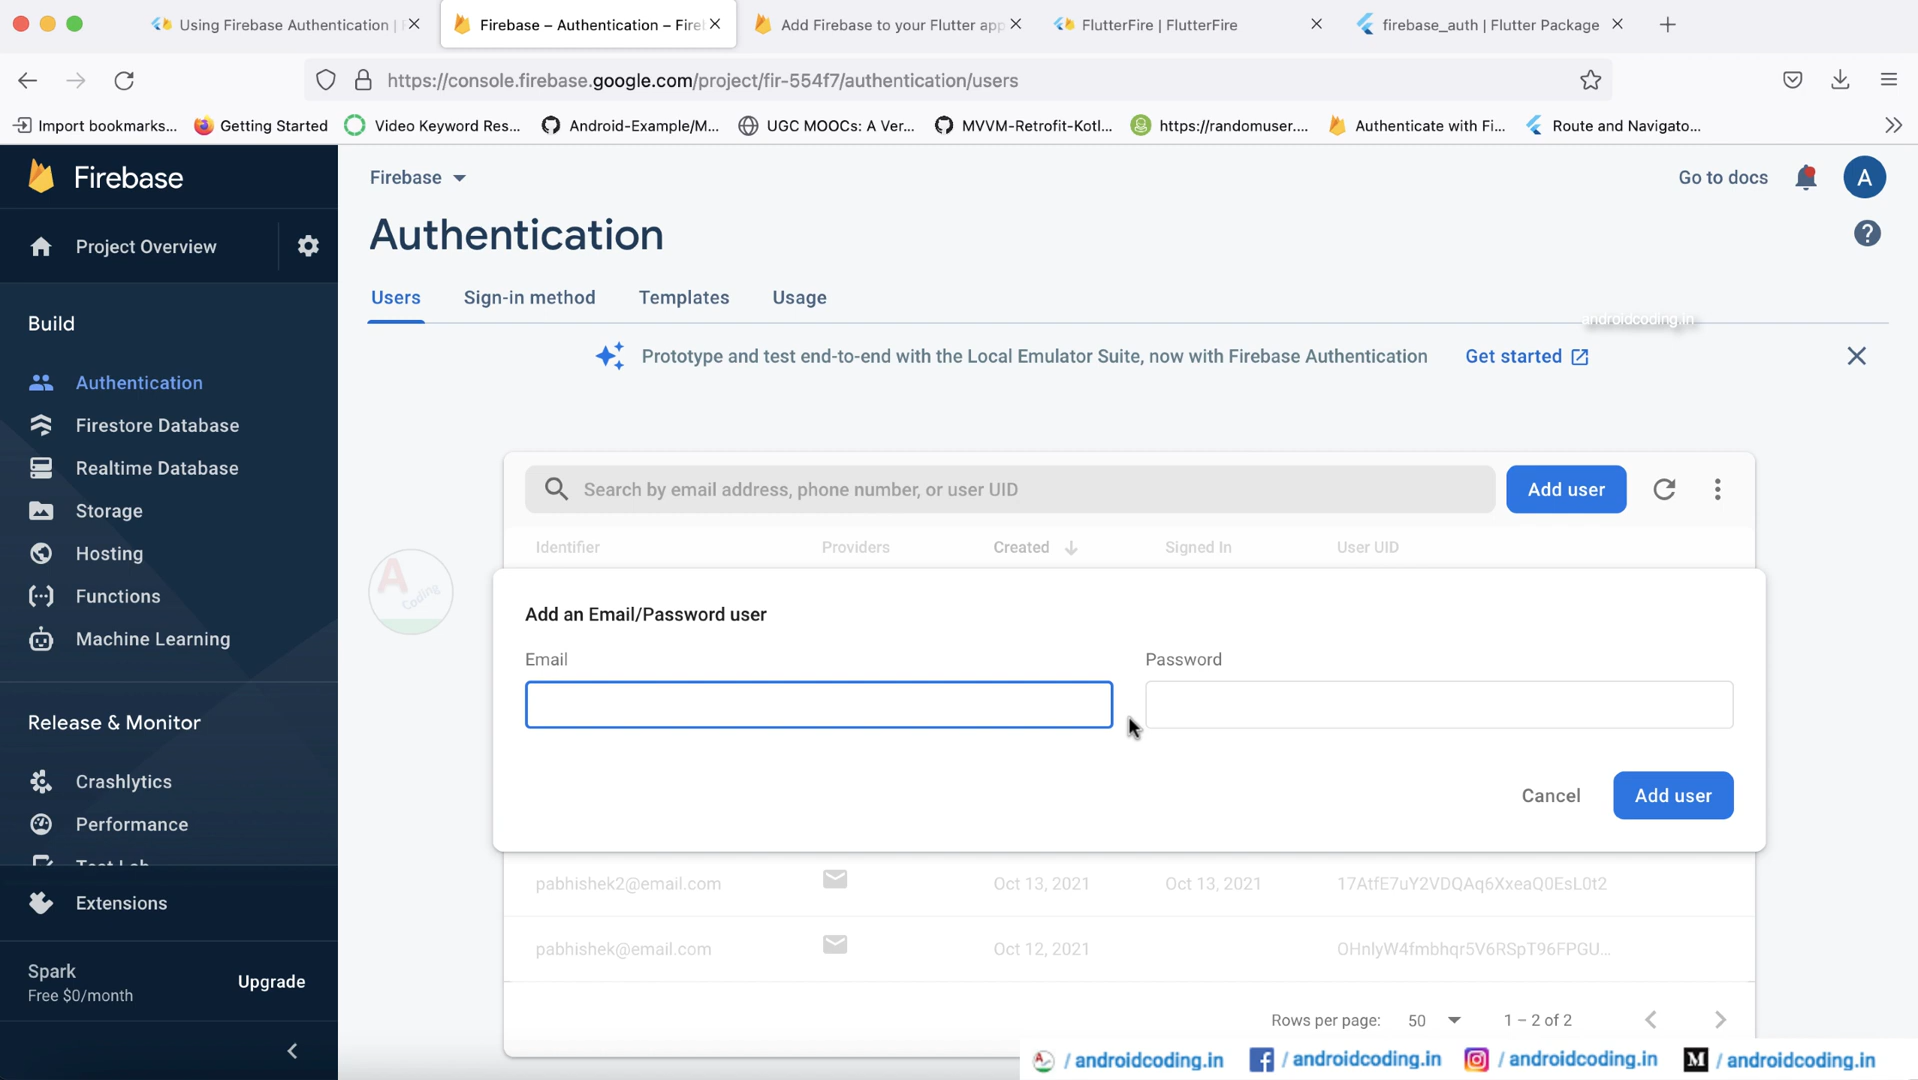 Using Firebase Authentication | F
Firebase – Authentication – Fire
Add Firebase to your Flutter app
FlutterFire | FlutterFire
firebase_auth | Flutter Package
https://console.firebase.google.com/project/fir-554f7/authentication/users
Import bookmarks...
Getting Started
Video Keyword Res...
Android-Example/M...
UGC MOOCs: A Ver...
MVVM-Retrofit-Kotl...
https://randomuser....
Authenticate with Fi...
Route and Navigato...
Firebase
Project Overview
Build
Authentication
Firestore Database
Realtime Database
Storage
Hosting
Functions
Machine Learning
Release & Monitor
Crashlytics
Performance
Test Lab
Extensions
Spark
Free $0/month
Upgrade
Firebase
Go to docs
A
Authentication
Users
Sign-in method
Templates
Usage
androidcoding.in
Prototype and test end-to-end with the Local Emulator Suite, now with Firebase Authentication
Get started
Search by email address, phone number, or user UID
Add user
Identifier
Providers
Created
Signed In
User UID
A
Coding
Add an Email/Password user
Email
Password
Cancel
Add user
pabhishek2@email.com
Oct 13, 2021
Oct 13, 2021
17AtfE7uY2VDQAq6XxeaQ0EsL0t2
pabhishek@email.com
Oct 12, 2021
OHnlyW4fmbhqr5V6RSpT96FPGU...
Rows per page:
50
1 – 2 of 2
/ androidcoding.in
/ androidcoding.in
/ androidcoding.in
M / androidcoding.in